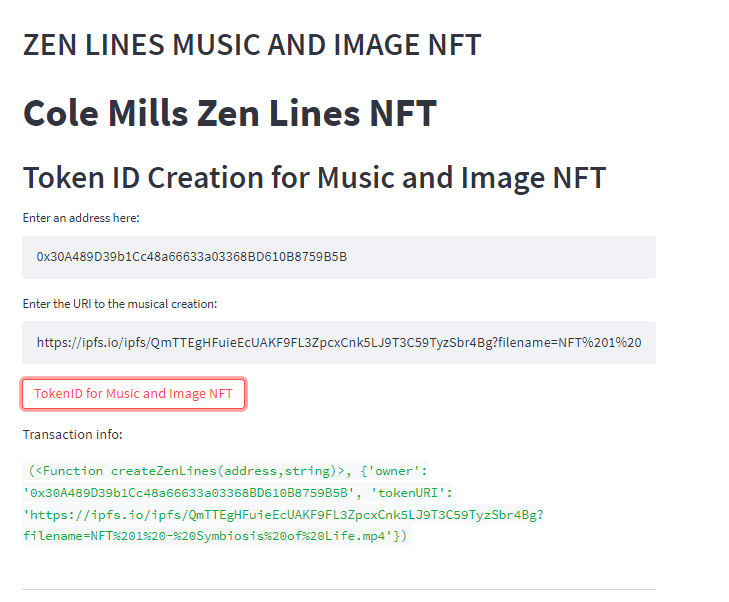 ZEN LINES MUSIC AND IMAGE NFT
Cole Mills Zen Lines NFT
Token ID Creation for Music and Image NFT
Enter an address here:
0x30A489D39b1Cc48a66633a03368BD610B8759B5B
Enter the URI to the musical creation:
https://ipfs.io/ipfs/QmTTEgHFuieEcUAKF9FL3ZpcxCnk5LJ9T3C59TyzSbr4Bg?filename=NFT%201%20
TokenID for Music and Image NFT
Transaction info:
(<Function createZenLines(address,string)>, {'owner':
'0x30A489D39b1Cc48a66633a03368BD610B8759B5B', 'tokenURI':
'https://ipfs.io/ipfs/QmTTEgHFuieEcUAKF9FL3ZpcxCnk5LJ9T3C59TyzSbr4Bg?
filename=NFT%201%20-%20Symbiosis%20of%20Life.mp4'})